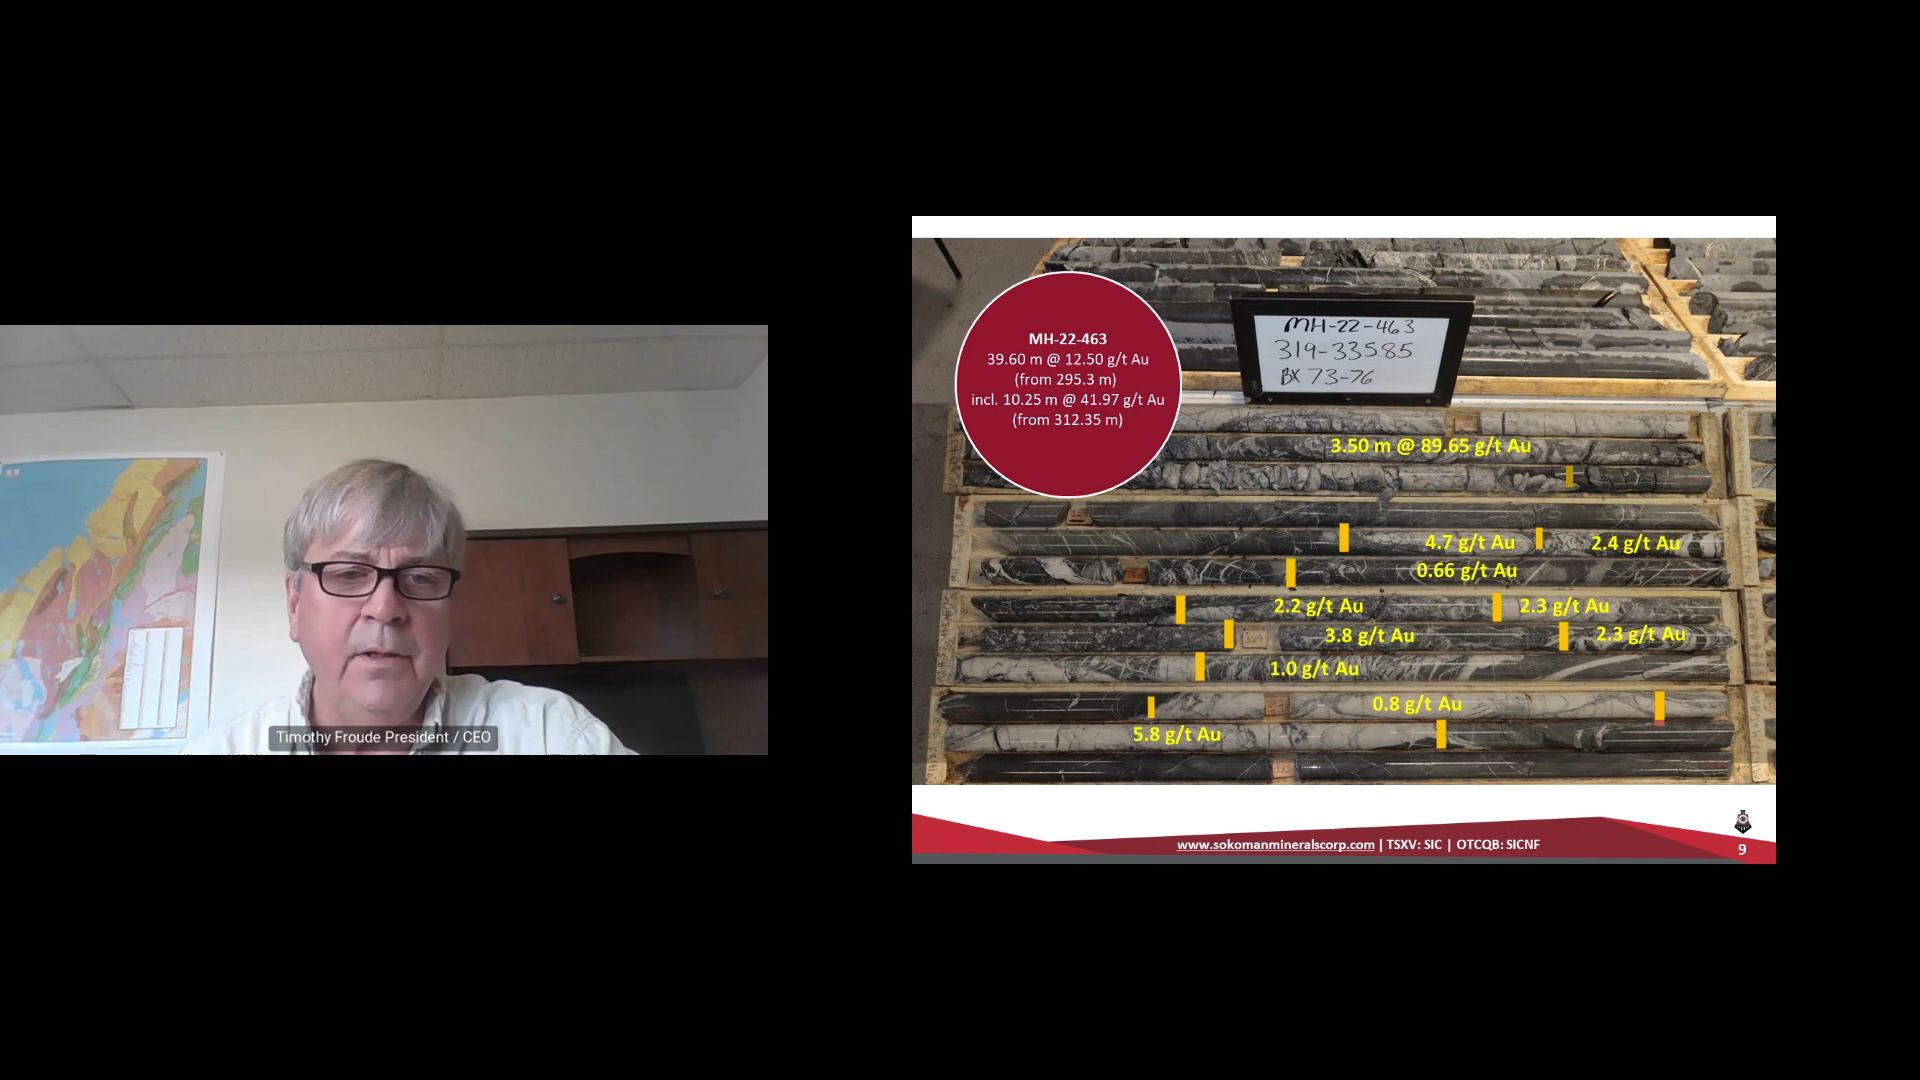 Timothy Froude President / CEO
MH-22-463
39.60 m @ 12.50 g/t Au
(from 295.3 m)
incl. 10.25 m @ 41.97 g/t Au
(from 312.35 m)
MH-22-463
319-33585
BX 73-76
3.50 m @ 89.65 g/t Au
4.7 g/t Au
2.4 g/t Au
0.66 g/t Au
2.2 g/t Au
2.3 g/t Au
3.8 g/t Au
2.3 g/t Au
1.0 g/t Au
0.8 g/t Au
5.8 g/t Au
www.sokomanmineralscorp.com | TSXV: SIC | OTCQB: SICNF
9